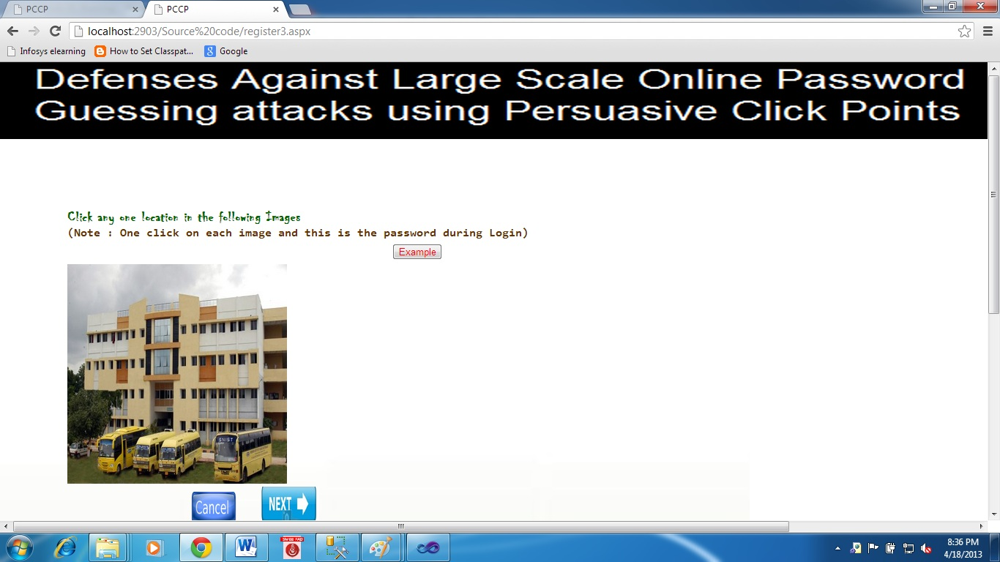 PCCP
PCCP
localhost:2903/Source%20code/register3.aspx
Infosys elearning
How to Set Classpat...
Google
Defenses Against Large Scale Online Password
Guessing attacks using Persuasive Click Points
Click any one location in the following Images
(Note : One click on each image and this is the password during Login)
Example
SNIST
Cancel
NEXT
8:36 PM
4/18/2013